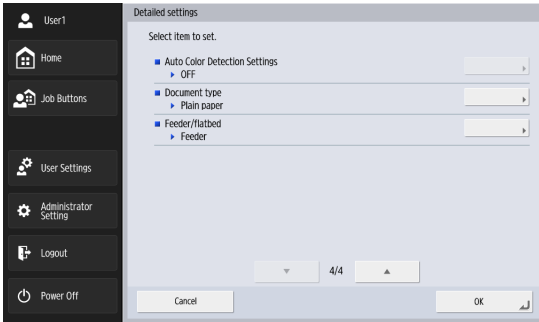 User1
Home
Job Buttons
User Settings
Administrator
Setting
Logout
Power Off
Detailed settings
Select item to set.
Auto Color Detection Settings
OFF
Document type
Plain paper
Feeder/flatbed
Feeder
4/4
Cancel
OK